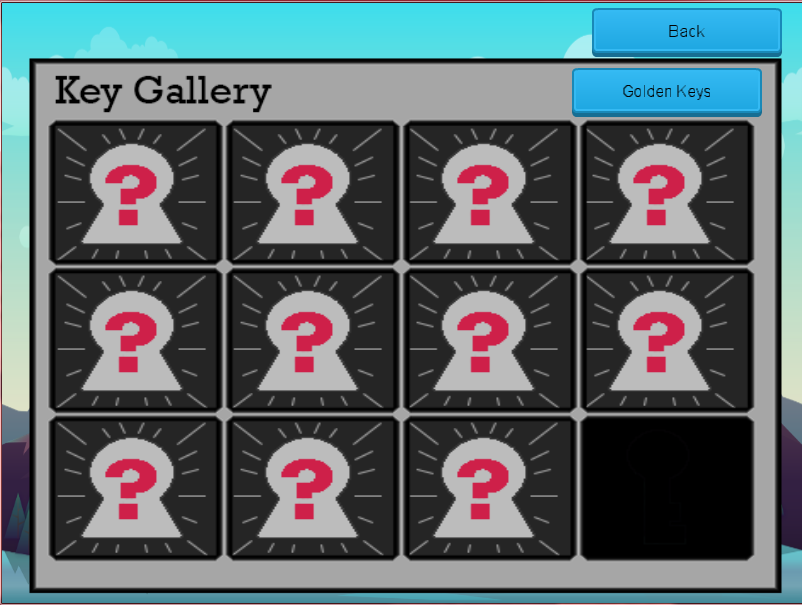 Back
Key Gallery
Golden Keys
? ? ? ?
? ? ? ?
? ? ?